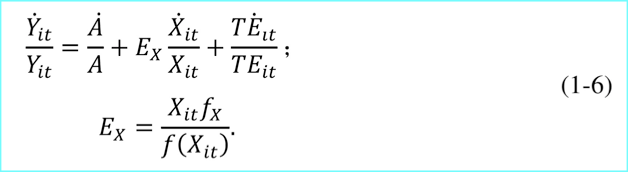 Ẏ_it/Y_it = Ȧ/A + E_X Ẋ_it/X_it + TĖ_it/TE_it ;
(1-6)
E_X = X_it f_X / f(X_it).